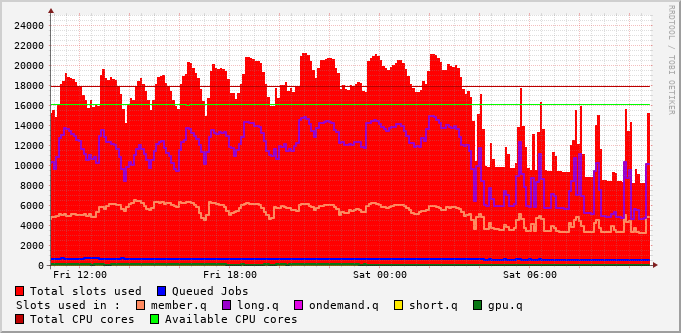 24000
22000
20000
18000
16000
14000
12000
10000
8000
6000
4000
2000
0
Fri 12:00 Fri 18:00 Sat 00:00 Sat 06:00
Total slots used Queued Jobs
Slots used in : member.q long.q ondemand.q short.q gpu.q
Total CPU cores Available CPU cores
RRDTOOL / TOBI OETIKER